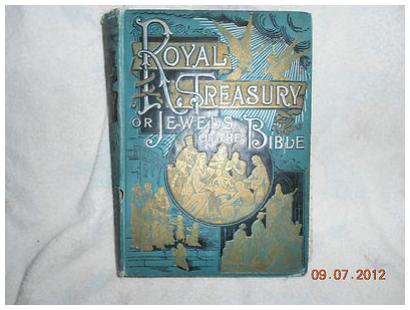 ROYAL
TREASURY
OR JEWELS
OF THE BIBLE
09.07.2012